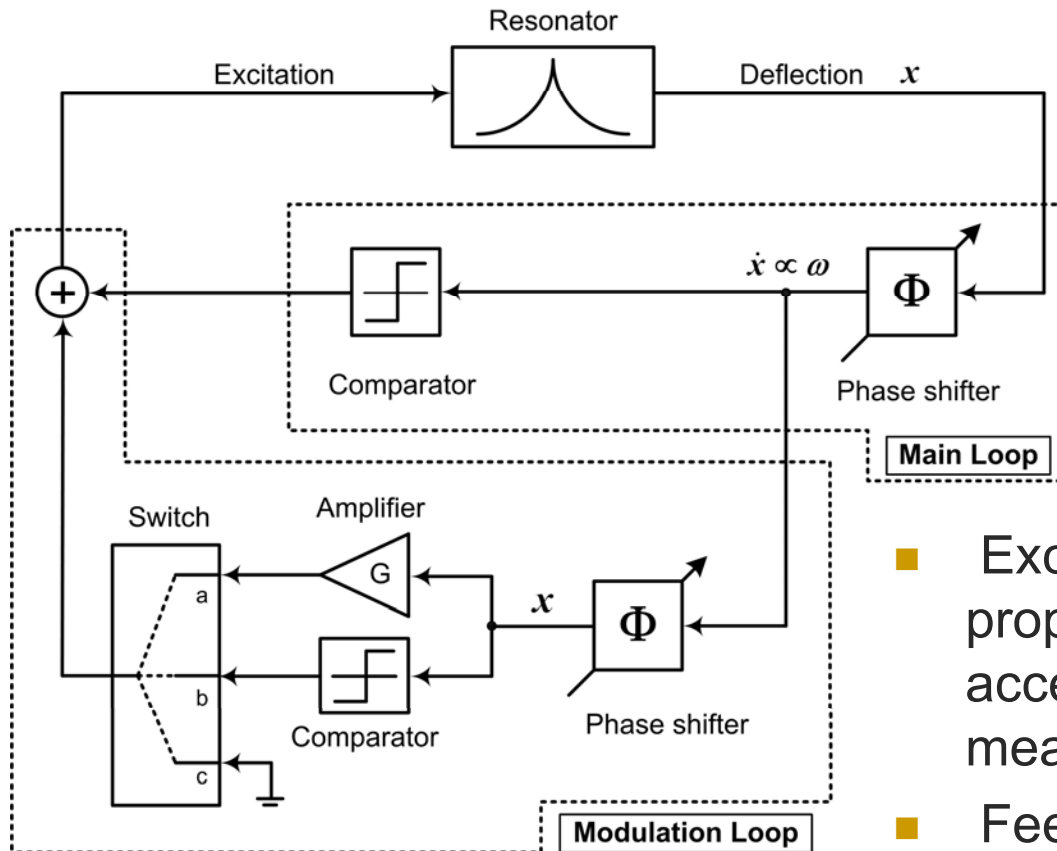 Resonator
Excitation
Deflection x
ẋ ∝ ω
Φ
+
Comparator
Phase shifter
Main Loop
Switch
Amplifier
a
G
x
Φ
b
Comparator
Phase shifter
c
Modulation Loop
■ Exc
prop
acce
mea
■ Fee